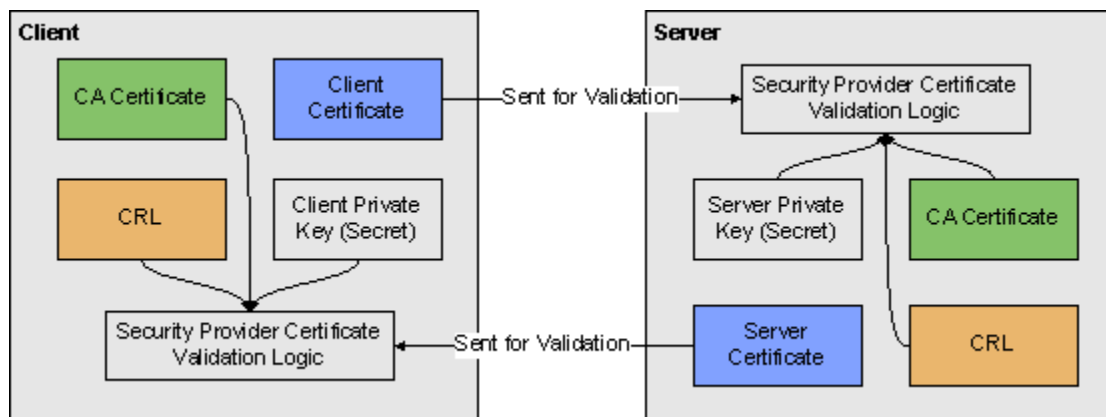 Client
CA Certificate
Client
Certificate
CRL
Client Private
Key (Secret)
Security Provider Certificate
Validation Logic
Sent for Validation
Sent for Validation
Server
Security Provider Certificate
Validation Logic
Server Private
Key (Secret)
CA Certificate
Server
Certificate
CRL